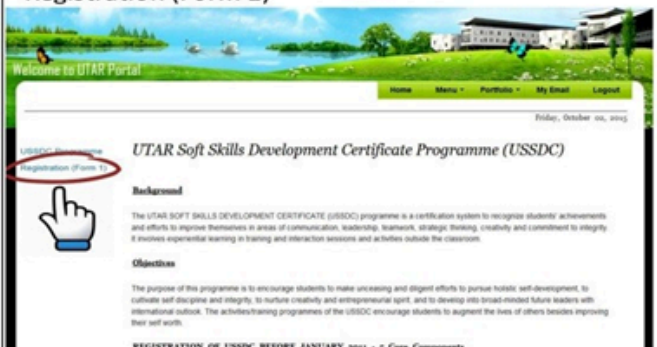 Registration (Form 1)
Welcome to UTAR Portal
Home Menu Portfolio My Email Logout
Friday, October 02, 2015
USSDC Programme
Registration (Form 1)
UTAR Soft Skills Development Certificate Programme (USSDC)
Background
The UTAR SOFT SKILLS DEVELOPMENT CERTIFICATE (USSDC) programme is a certification system to recognize students' achievements
and efforts to improve themselves in areas of communication, leadership, teamwork, strategic thinking, creativity and commitment to integrity.
It involves experiential learning in training and interaction sessions and activities outside the classroom.
Objectives
The purpose of this programme is to encourage students to make unceasing and diligent efforts to pursue holistic self-development, to
cultivate self discipline and integrity, to nurture creativity and entrepreneurial spirit, and to develop into broad-minded future leaders with
international outlook. The activities/training programmes of the USSDC encourage students to augment the lives of others besides improving
their self worth.
REGISTRATION OF USSDC BEFORE JANUARY 2011 - 7 Core Components